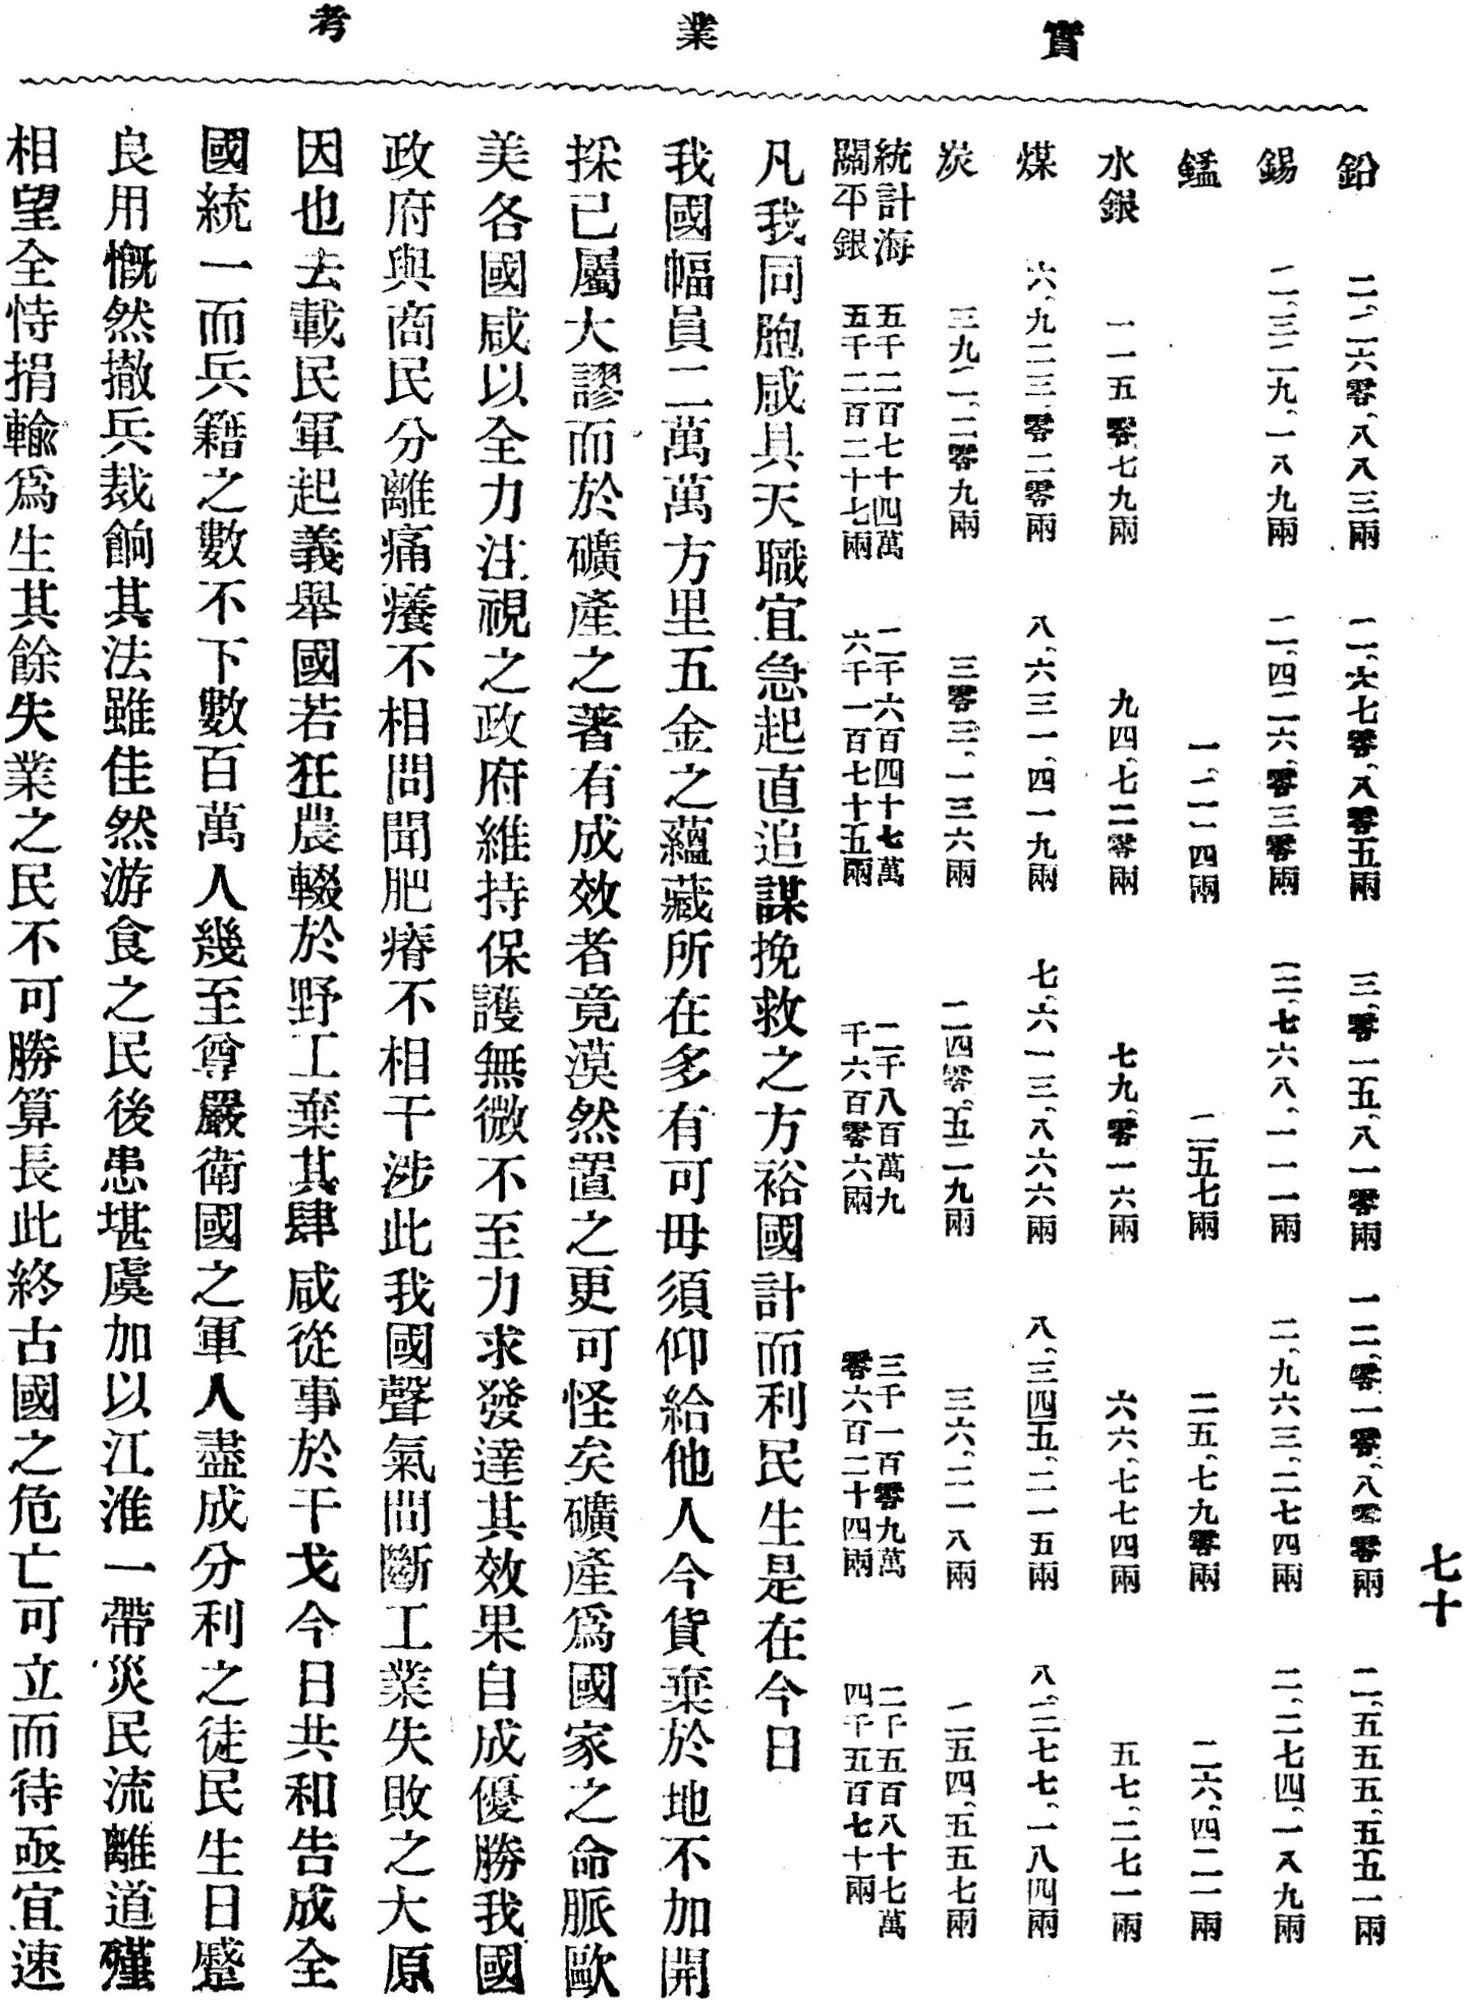 實業考
七十
鉛 二、二六零、八八三兩 二、六七零、八零五兩 三、零一五、八一零兩 一二、零一零、八零零兩 二、五五五、五五一兩
錫 二、三二九、一八九兩 二、四二六、零三零兩 三、七六八、一一一兩 二、九六三、二七四兩 二、二七四、一八九兩
鋥 一、二一四兩 二五七兩 二五、七九零兩 二六、四二一兩
水銀 一一五、零七九兩 九四、七二零兩 七九、零一六兩 六六、七七四兩 五七、二七一兩
煤 六、九二三、零二零兩 八、六三一、四一九兩 七、六一三、八六六兩 八、三四五、二一五兩 八、二七七、一八四兩
炭 三九二、二零九兩 三零三、一三六兩 二四零、五二九兩 三六、二一八兩 二五四、五五七兩
統計海關平銀 五千二百七十四萬五千二百二十七兩 二千六百四十七萬六千一百七十五兩 二千八百萬九千六百零六兩 三千一百零九萬零六百二十四兩 二千五百八十七萬四千五百七十兩
凡我同胞咸具天職宜急起直追謀挽救之方裕國計而利民生是在今日
我國幅員二萬萬方里五金之蘊藏所在多有可毋須仰給他人今貨棄於地不加開
採已屬大謬而於礦產之著有成效者竟漠然置之更可怪矣礦產爲國家之命脈歐
美各國咸以全力注視之政府維持保護無微不至力求發達其效果自成優勝我國
政府與商民分離痛癢不相問聞肥瘠不相干涉此我國聲氣間斷工業失敗之大原
因也去載民軍起義舉國若狂農輟於野工棄其肆咸從事於干戈今日共和告成全
國統一而兵籍之數不下數百萬人幾至尊嚴衛國之軍人盡成分利之徒民生日蹙
良用慨然撤兵裁餉其法雖佳然游食之民後患堪虞加以江淮一帶災民流離道殣
相望全恃捐輸爲生其餘失業之民不可勝算長此終古國之危亡可立而待亟宜速